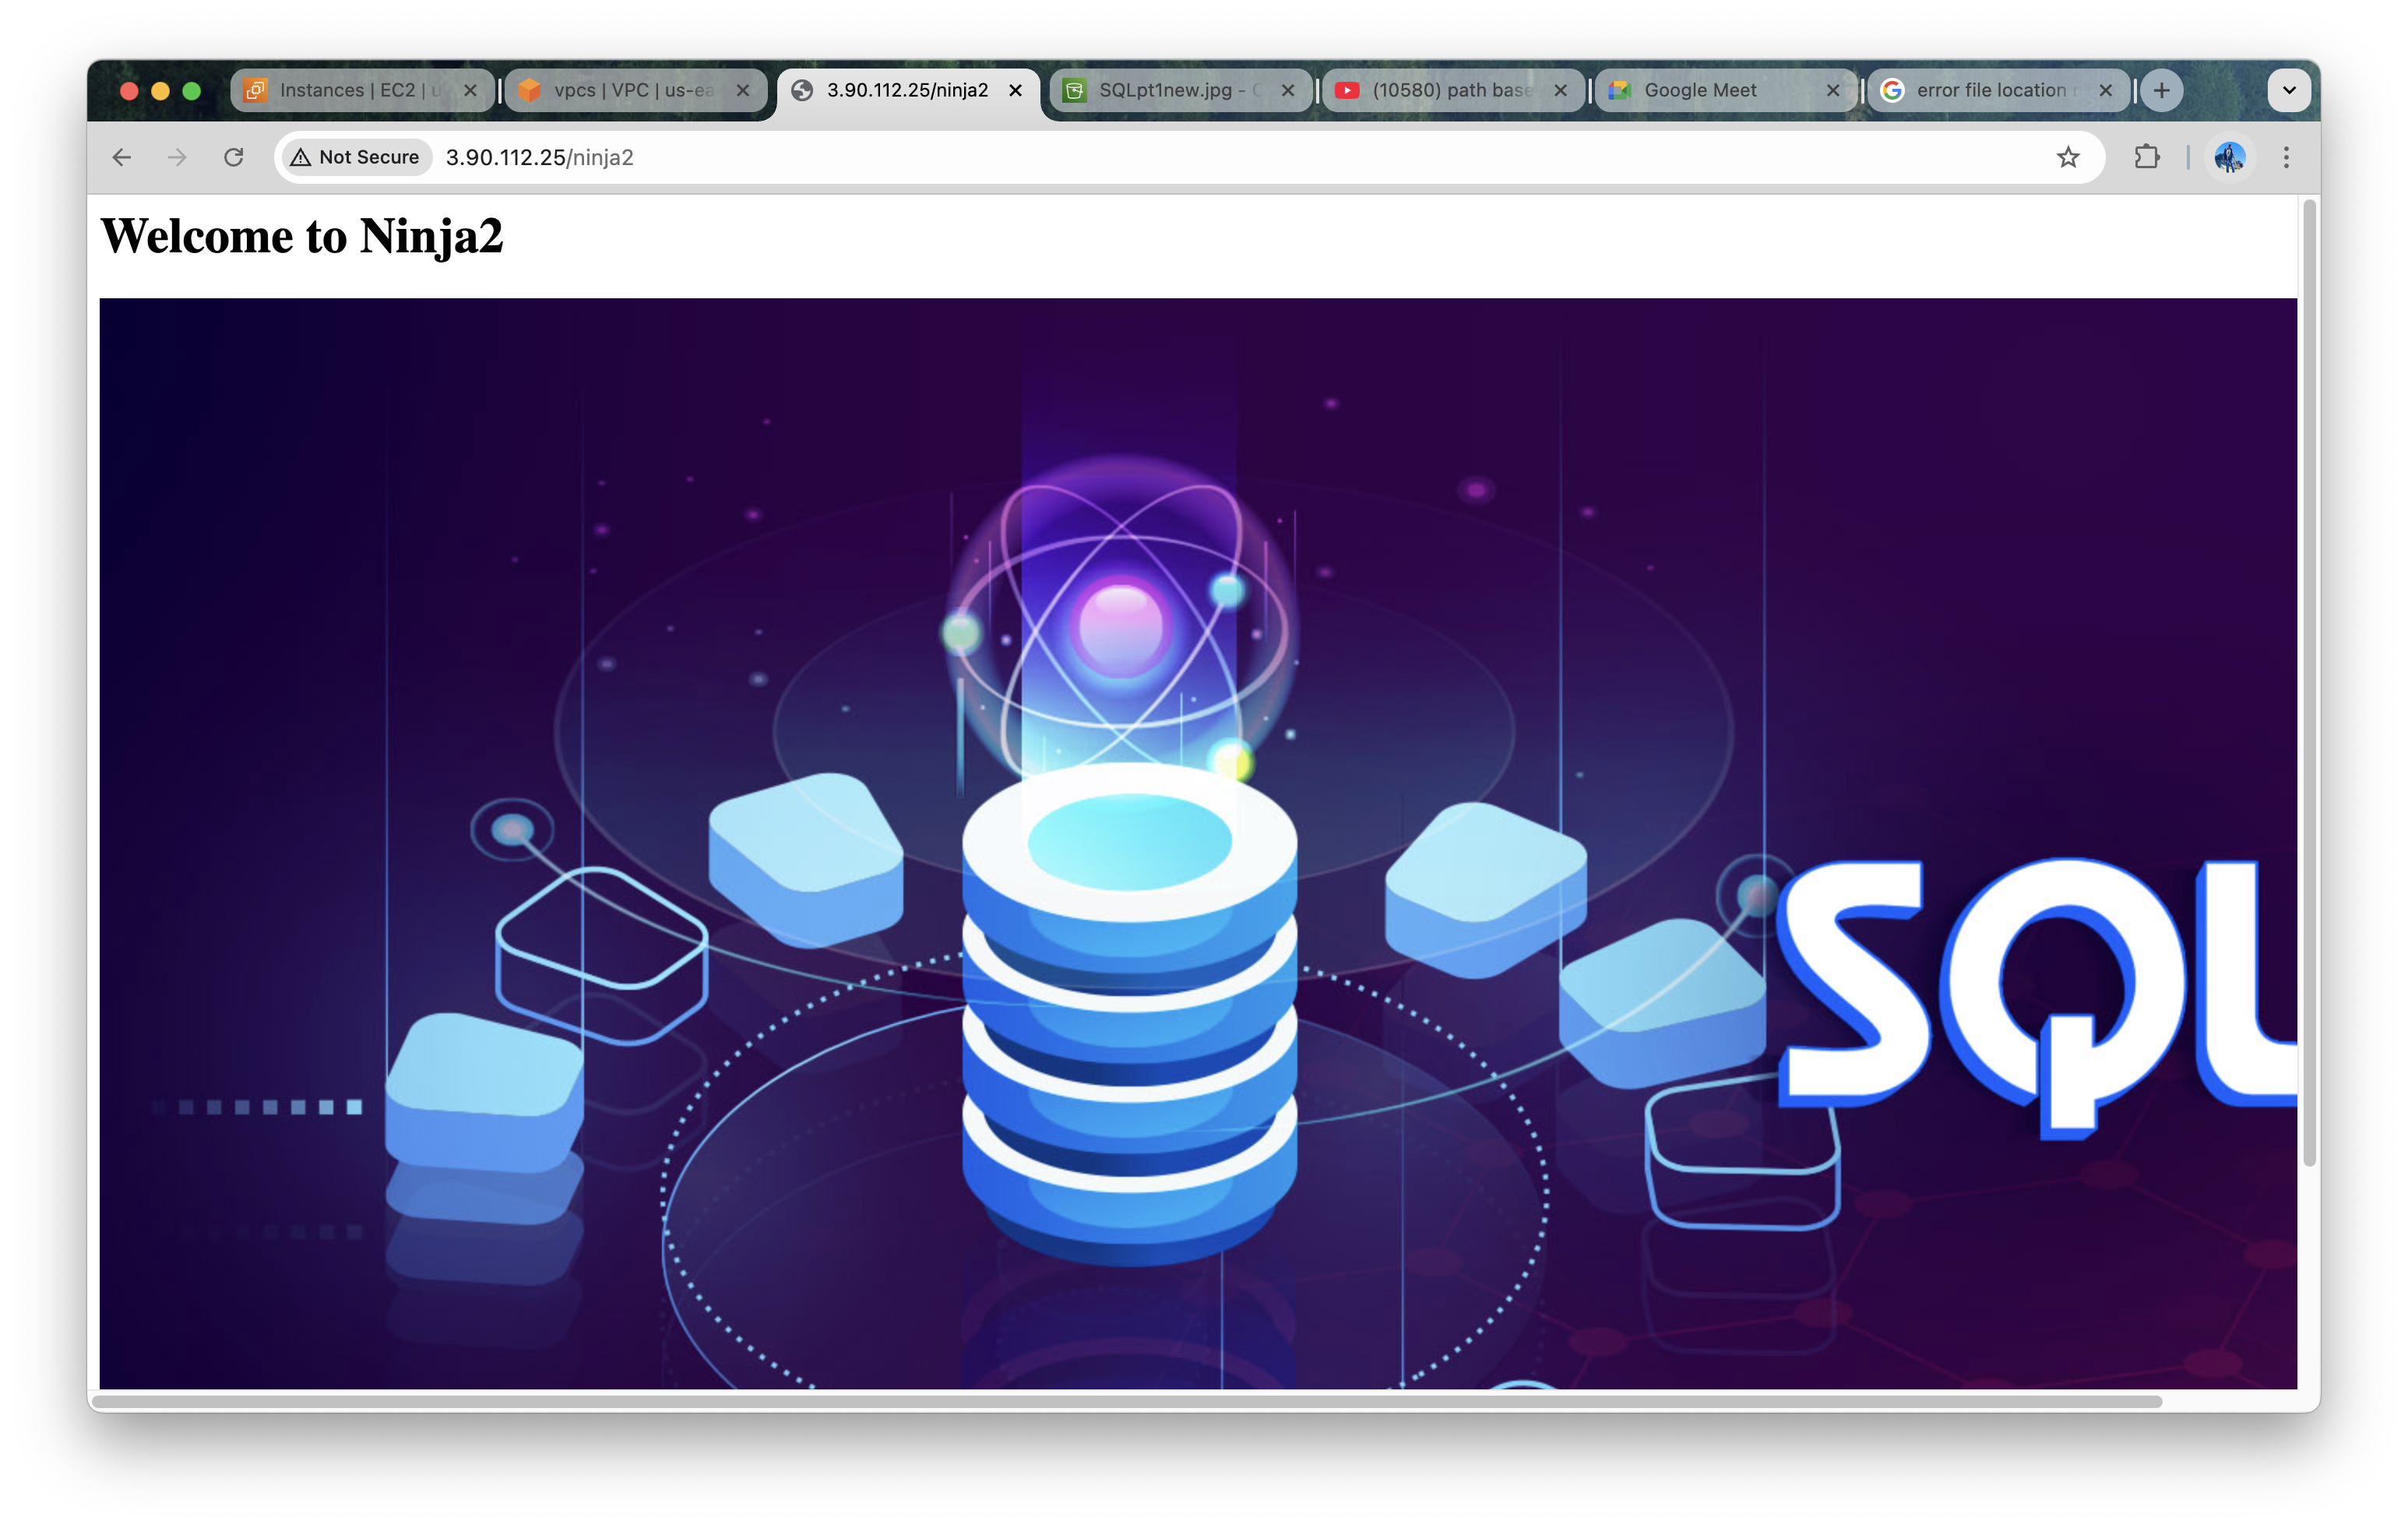 Instances | EC2 | u
vpcs | VPC | us-ea
3.90.112.25/ninja2
SQLpt1new.jpg -
(10580) path base
Google Meet
error file location
Not Secure
3.90.112.25/ninja2
Welcome to Ninja2
SQL